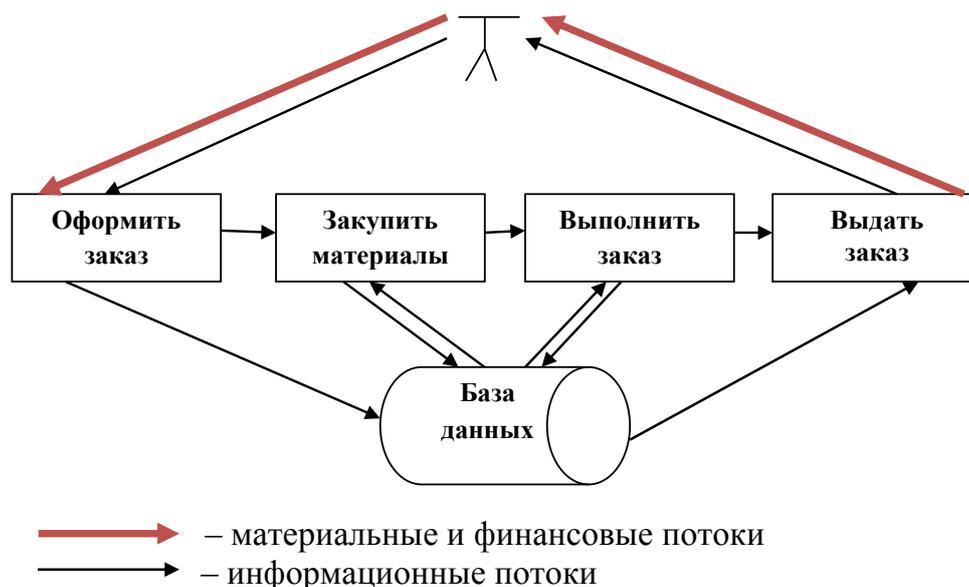 Оформить
заказ
Закупить
материалы
Выполнить
заказ
Выдать
заказ
База
данных
– материальные и финансовые потоки
– информационные потоки